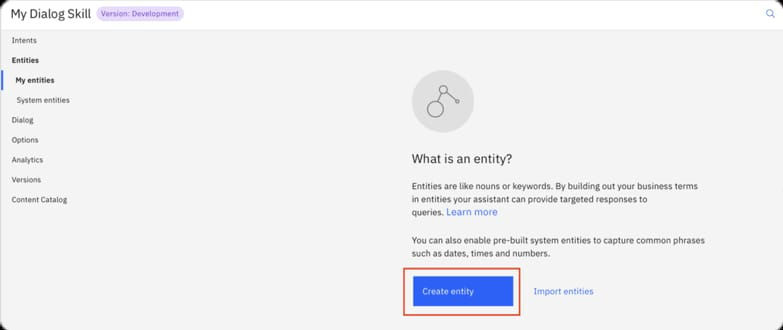 My Dialog Skill Version: Development
Intents
Entities
My entities
System entities
Dialog
Options
Analytics
Versions
Content Catalog
What is an entity?
Entities are like nouns or keywords. By building out your business terms
in entities your assistant can provide targeted responses to
queries. Learn more
You can also enable pre-built system entities to capture common phrases
such as dates, times and numbers.
Create entity Import entities